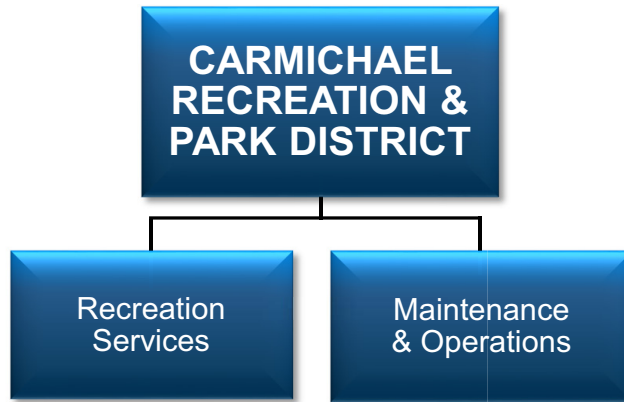 CARMICHAEL
RECREATION &
PARK DISTRICT
Recreation
Services
Maintenance
& Operations